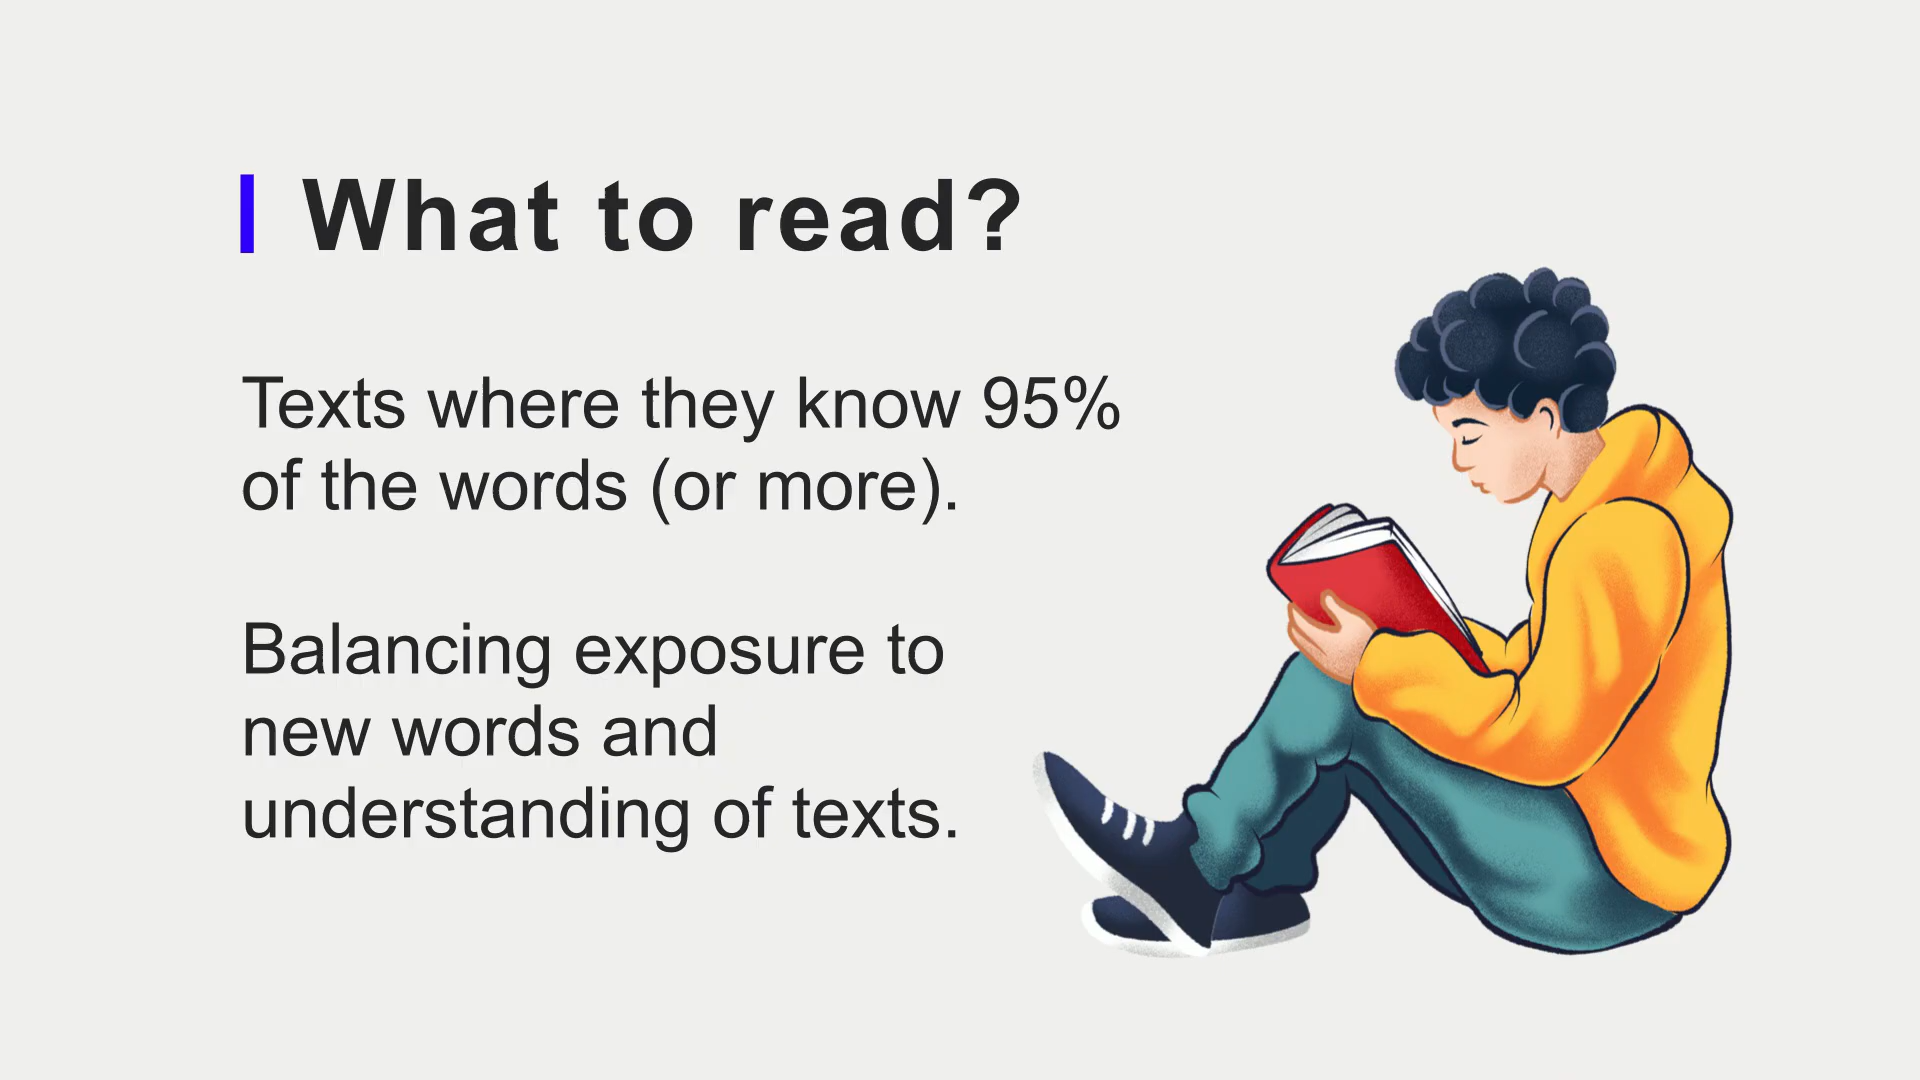 What to read?
Texts where they know 95%
of the words (or more).
Balancing exposure to
new words and
understanding of texts.